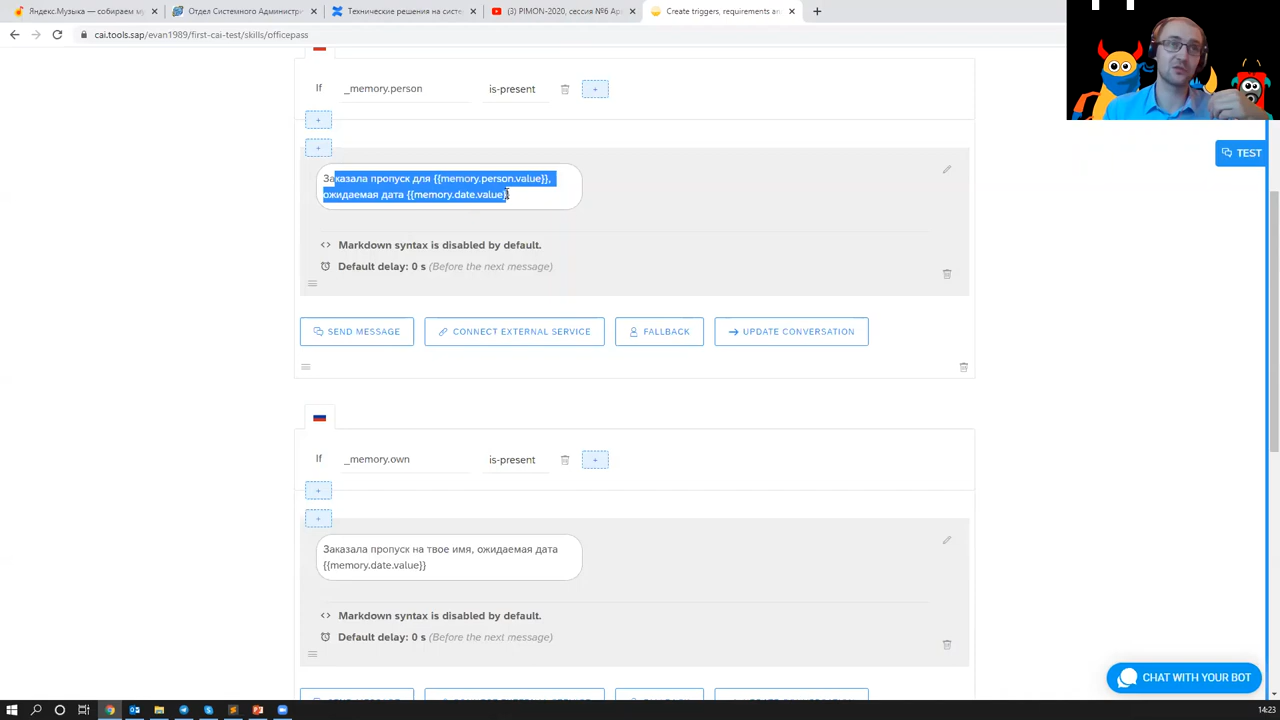 Яндекс.Музыка — собираем му
Отдел Системного Администри
Технические решения на систем
(3) PIMON-2020, сессия №6 Apr
Create triggers, requirements and
cai.tools.sap/evan1989/first-cai-test/skills/officepass
If _memory.person is-present
+
+
+
Заказала пропуск для {{memory.person.value}},
ожидаемая дата {{memory.date.value}}
Markdown syntax is disabled by default.
Default delay: 0 s (Before the next message)
SEND MESSAGE CONNECT EXTERNAL SERVICE FALLBACK UPDATE CONVERSATION
TEST
If _memory.own is-present
+
+
+
Заказала пропуск на твое имя, ожидаемая дата
{{memory.date.value}}
Markdown syntax is disabled by default.
Default delay: 0 s (Before the next message)
CHAT WITH YOUR BOT
14:23